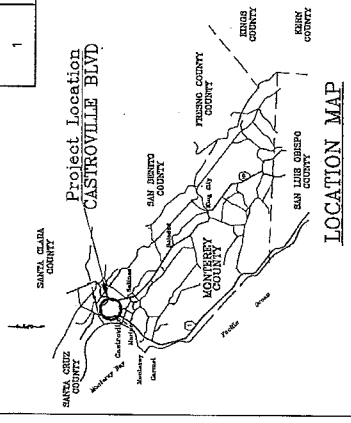 1
Project Location
CASTROVILLE BLVD
SANTA CLARA
COUNTY
SANTA CRUZ
COUNTY
SAN BENITO
COUNTY
FRESNO COUNTY
COUNTY
KINGS
COUNTY
KERN
COUNTY
Monterey Bay
Castroville
Salinas
Monterey
Carmel
King City
MONTEREY
COUNTY
1
Pacific
Ocean
SAN LUIS OBISPO
COUNTY
LOCATION MAP